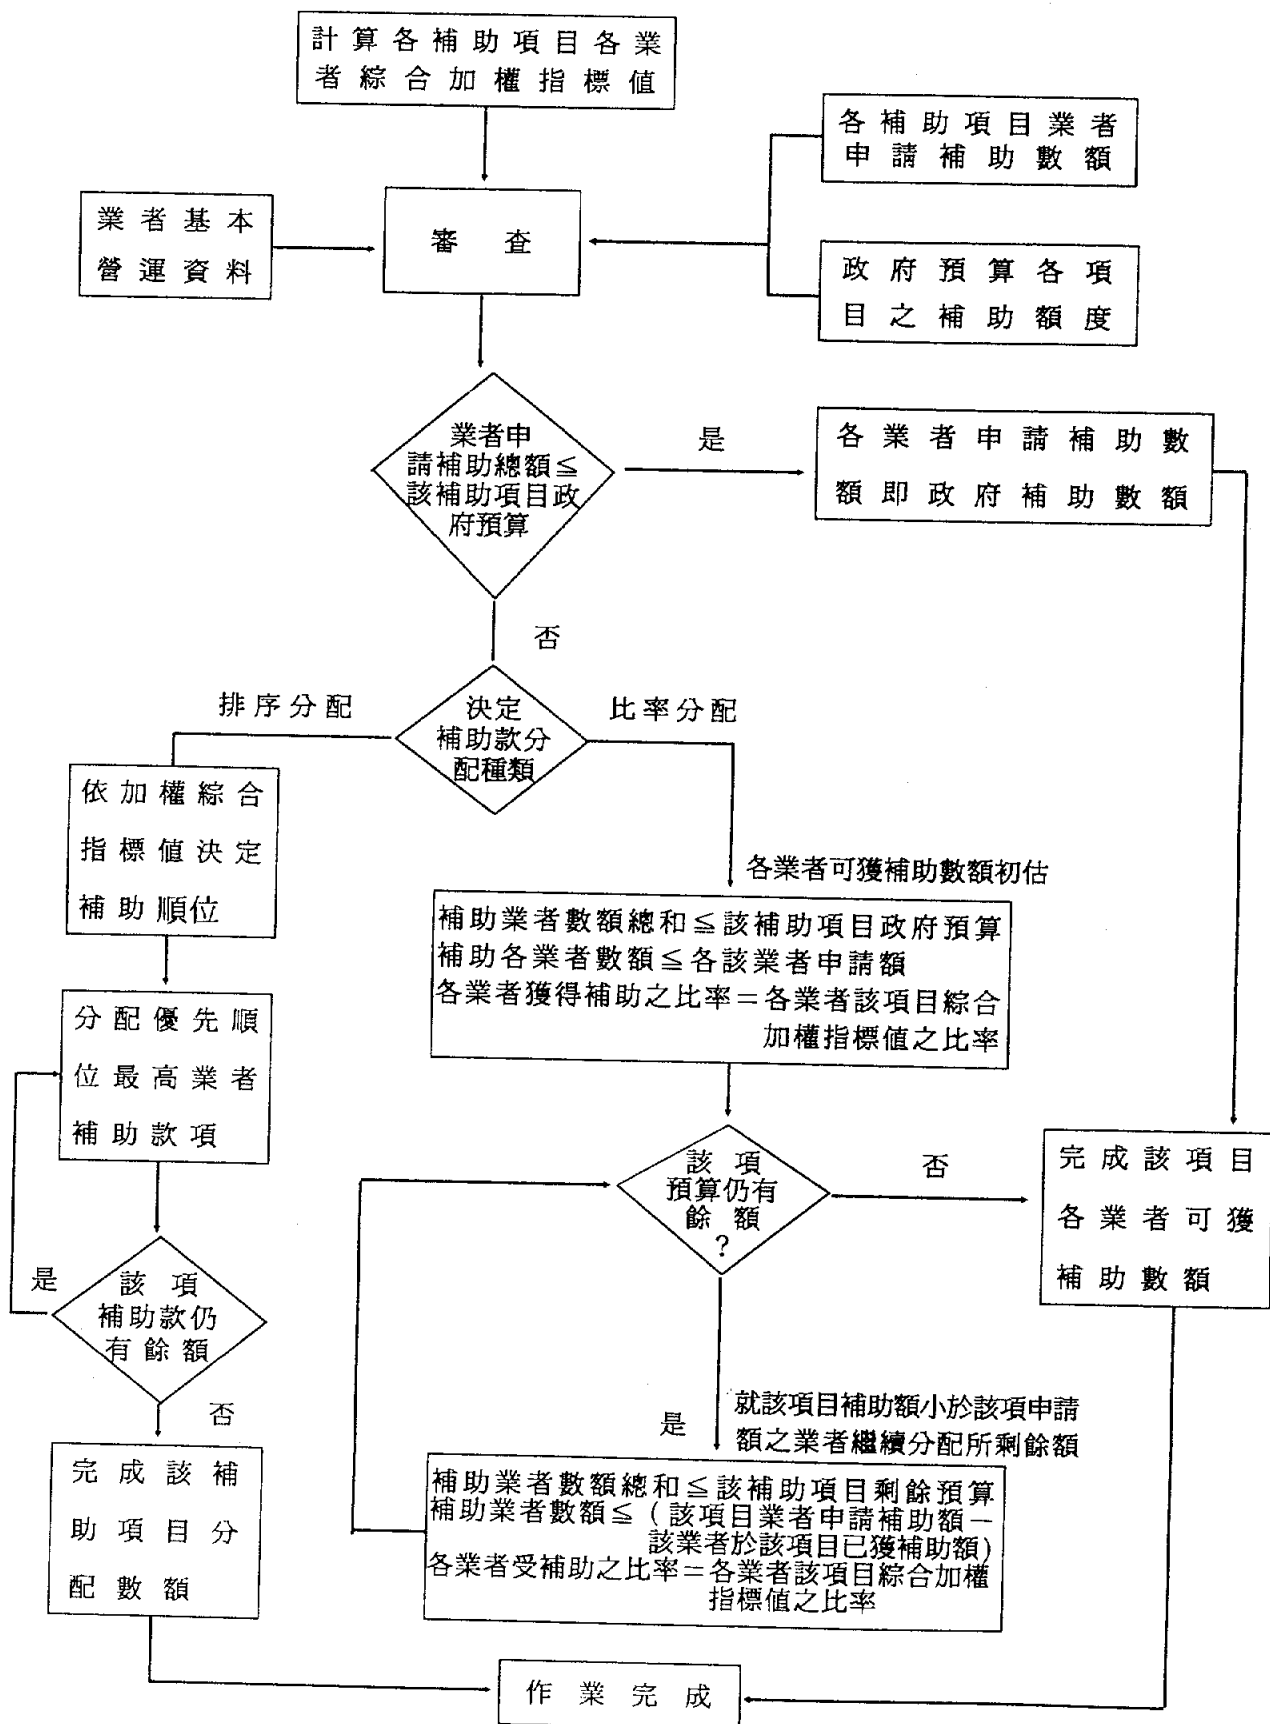 計算各補助項目各業
者綜合加權指標值
各補助項目業者
申請補助數額
業者基本
營運資料
審查
政府預算各項
目之補助額度
業者申
請補助總額≦
該補助項目政
府預算
是
各業者申請補助數
額即政府補助數額
否
決定
補助款分
配種類
排序分配
比率分配
依加權綜合
指標值決定
補助順位
各業者可獲補助數額初估
補助業者數額總和≦該補助項目政府預算
補助各業者數額≦各該業者申請額
各業者獲得補助之比率＝各業者該項目綜合
加權指標值之比率
分配優先順
位最高業者
補助款項
該項
預算仍有
餘額
?
否
完成該項目
各業者可獲
補助數額
是
該項
補助款仍
有餘額
否
是
就該項目補助額小於該項申請
額之業者繼續分配所剩餘額
完成該補
助項目分
配數額
補助業者數額總和≦該補助項目剩餘預算
補助業者數額≦(該項目業者申請補助額－
該業者於該項目已獲補助額)
各業者受補助之比率＝各業者該項目綜合加權
指標值之比率
作業完成